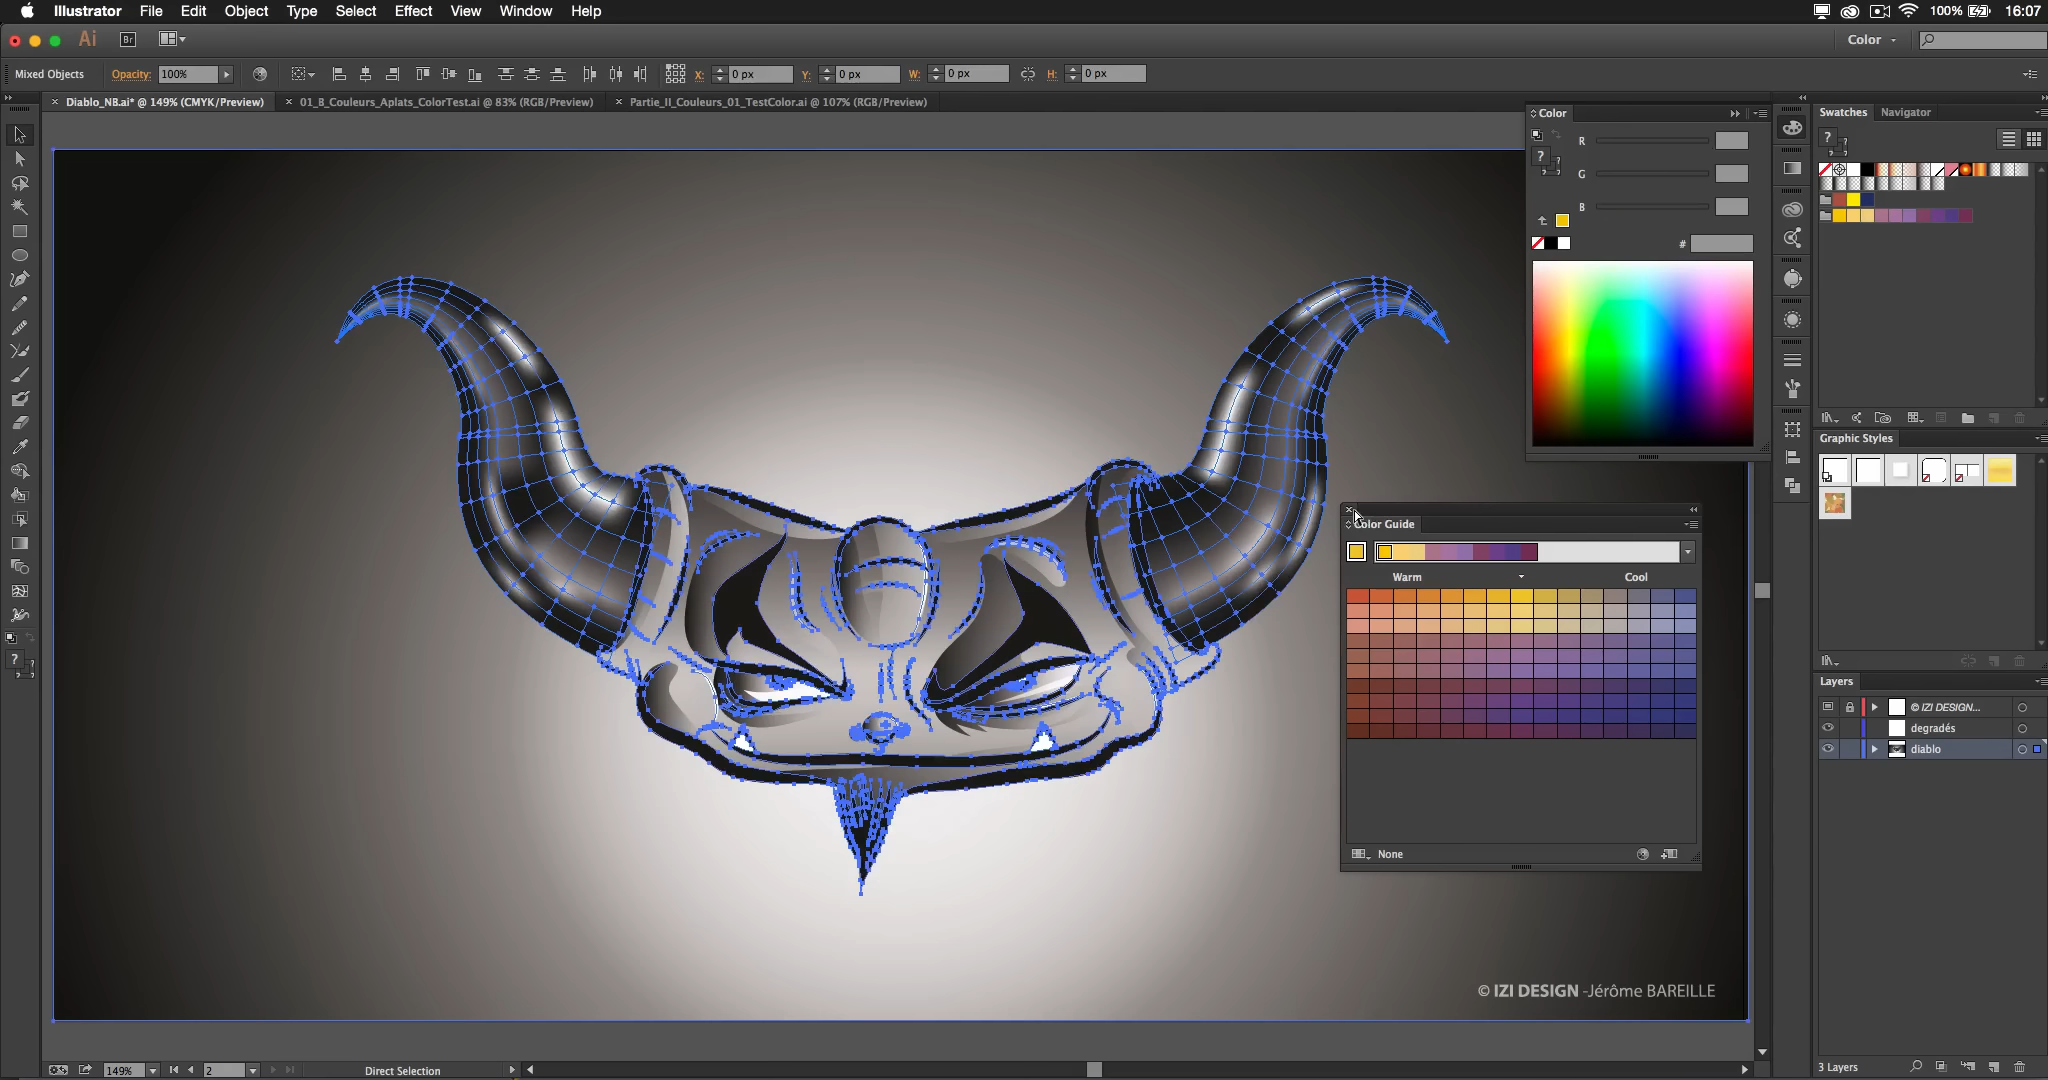 Illustrator File Edit Object Type Select Effect View Window Help 100% 16:07
Ai Br Color
Mixed Objects Opacity: 100% X: 0 px Y: 0 px W: 0 px H: 0 px
Diablo_NB.ai* @ 149% (CMYK/Preview) 01_B_Couleurs_Aplats_ColorTest.ai @ 83% (RGB/Preview) Partie_II_Couleurs_01_TestColor.ai @ 107% (RGB/Preview)
Color
R
G
B
#
Swatches Navigator
Graphic Styles
Color Guide
Warm Cool
None
Layers
© IZI DESIGN...
degradés
diablo
3 Layers
© IZI DESIGN -Jérôme BAREILLE
149% 2 Direct Selection